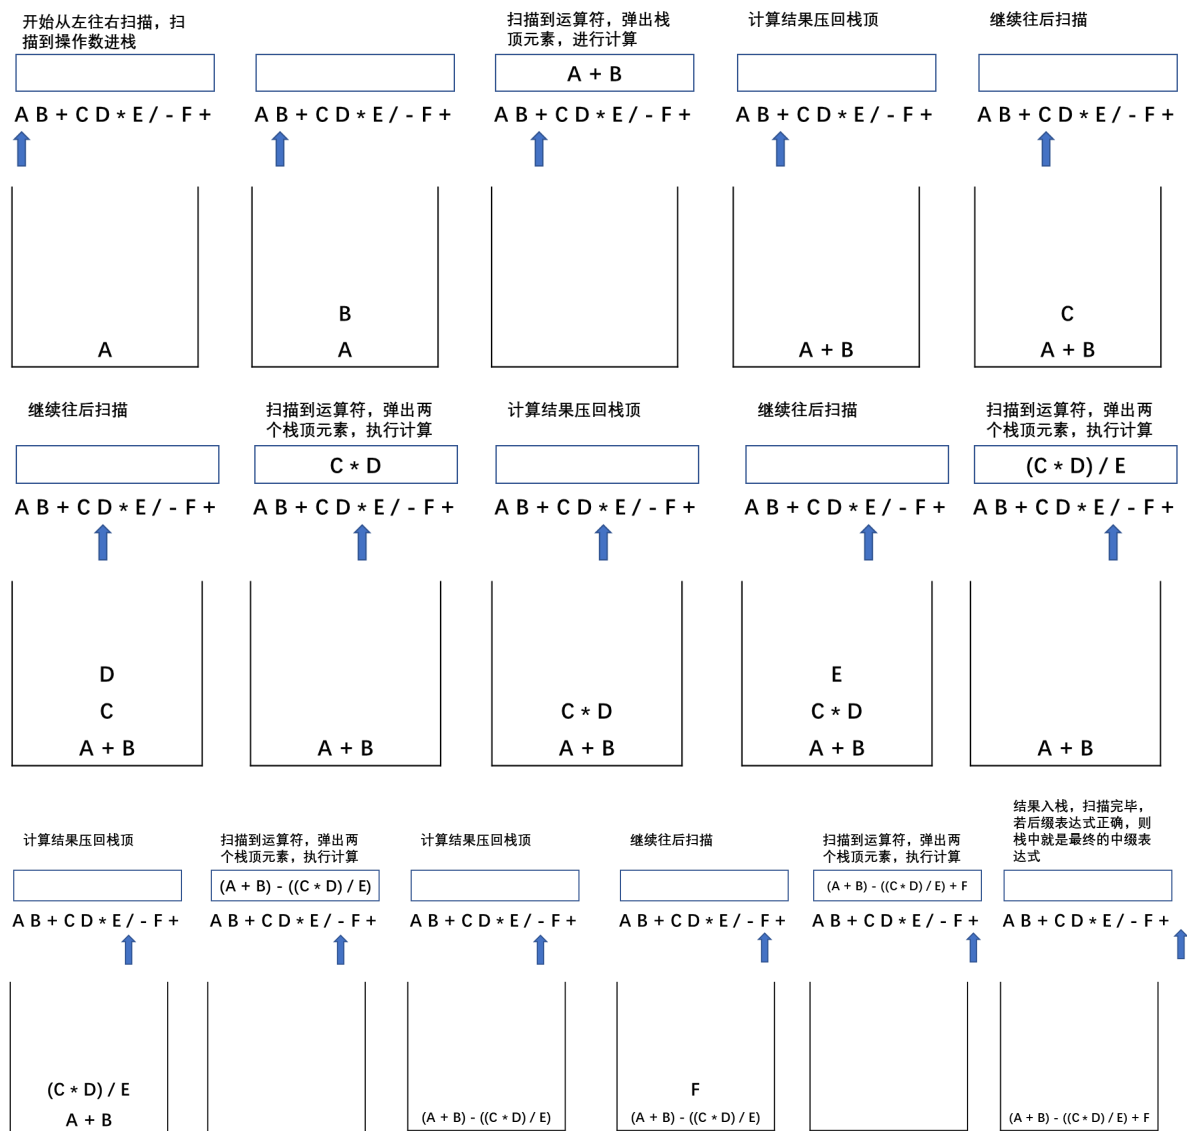 开始从左往右扫描，扫
描到操作数进栈
A B + C D * E / - F +
A
A B + C D * E / - F +
B
A
扫描到运算符，弹出栈
顶元素，进行计算
A + B
A B + C D * E / - F +
计算结果压回栈顶
A B + C D * E / - F +
A + B
继续往后扫描
A B + C D * E / - F +
C
A + B
继续往后扫描
A B + C D * E / - F +
D
C
A + B
扫描到运算符，弹出两
个栈顶元素，执行计算
C * D
A B + C D * E / - F +
A + B
计算结果压回栈顶
A B + C D * E / - F +
C * D
A + B
继续往后扫描
A B + C D * E / - F +
E
C * D
A + B
扫描到运算符，弹出两
个栈顶元素，执行计算
(C * D) / E
A B + C D * E / - F +
A + B
计算结果压回栈顶
A B + C D * E / - F +
(C * D) / E
A + B
扫描到运算符，弹出两
个栈顶元素，执行计算
(A + B) - ((C * D) / E)
A B + C D * E / - F +
计算结果压回栈顶
A B + C D * E / - F +
(A + B) - ((C * D) / E)
继续往后扫描
A B + C D * E / - F +
F
(A + B) - ((C * D) / E)
扫描到运算符，弹出两
个栈顶元素，执行计算
(A + B) - ((C * D) / E) + F
A B + C D * E / - F +
结果入栈，扫描完毕，
若后缀表达式正确，则
栈中就是最终的中缀表
达式
A B + C D * E / - F +
(A + B) - ((C * D) / E) + F